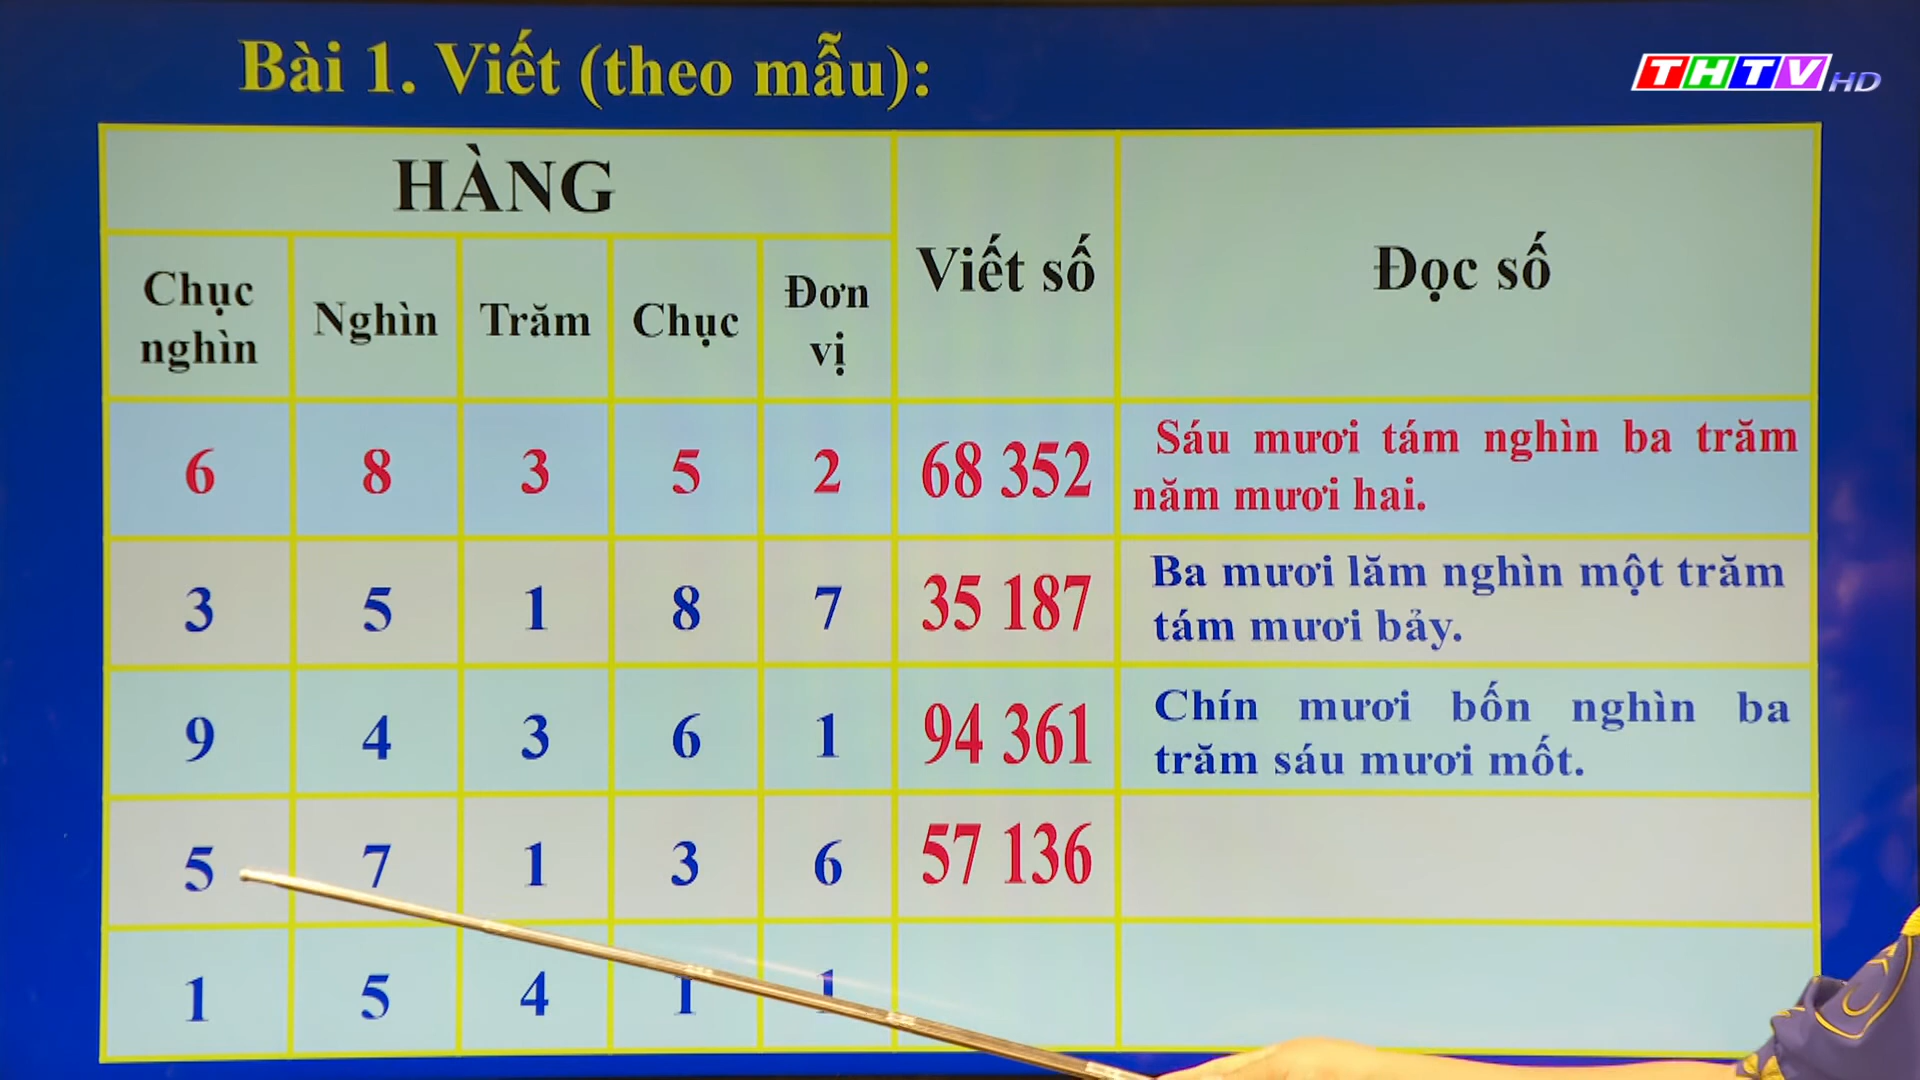 Bài 1. Viết (theo mẫu):
THTV HD
HÀNG
Viết số
Đọc số
Chục nghìn
Nghìn
Trăm
Chục
Đơn vị
6 8 3 5 2 68 352 Sáu mươi tám nghìn ba trăm
năm mươi hai.
3 5 1 8 7 35 187 Ba mươi lăm nghìn một trăm
tám mươi bảy.
9 4 3 6 1 94 361 Chín mươi bốn nghìn ba
trăm sáu mươi mốt.
5 7 1 3 6 57 136
1 5 4 1 1